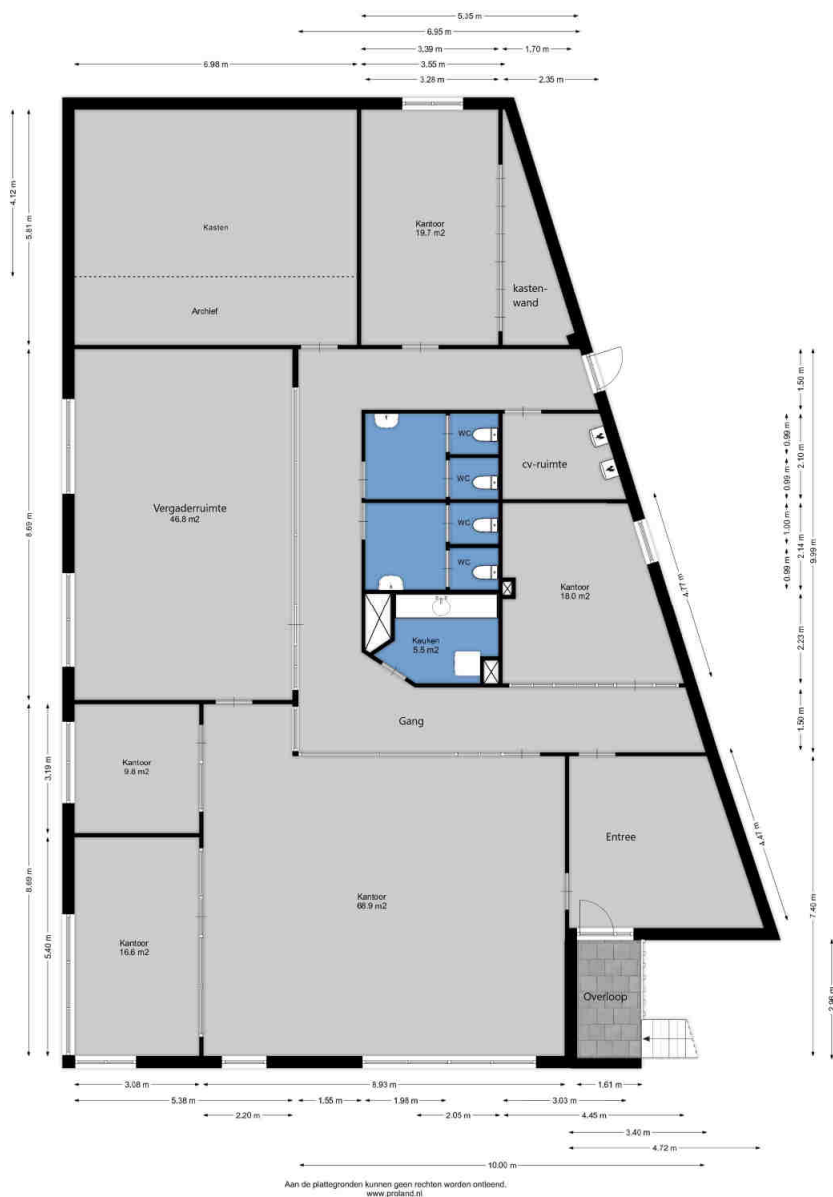 5.35 m
6.95 m
3.39 m
1.70 m
6.98 m
3.55 m
3.28 m
2.35 m
4.12 m
5.81 m
Kasten
Archief
Kantoor
19.7 m2
kasten-
wand
1.50 m
0.99 m
2.10 m
0.99 m
1.00 m
2.14 m
0.99 m
9.99 m
2.23 m
1.50 m
8.69 m
Vergaderruimte
46.8 m2
WC
WC
WC
WC
cv-ruimte
Kantoor
18.0 m2
4.77 m
Keuken
5.5 m2
Gang
3.19 m
Kantoor
9.8 m2
8.69 m
5.40 m
Kantoor
16.6 m2
Kantoor
68.9 m2
Entree
4.47 m
7.40 m
Overloop
2.96 m
3.08 m
8.93 m
1.61 m
5.38 m
1.55 m
1.98 m
3.03 m
2.20 m
2.05 m
4.45 m
3.40 m
4.72 m
10.00 m
Aan de plattegronden kunnen geen rechten worden ontleend.
www.proland.nl